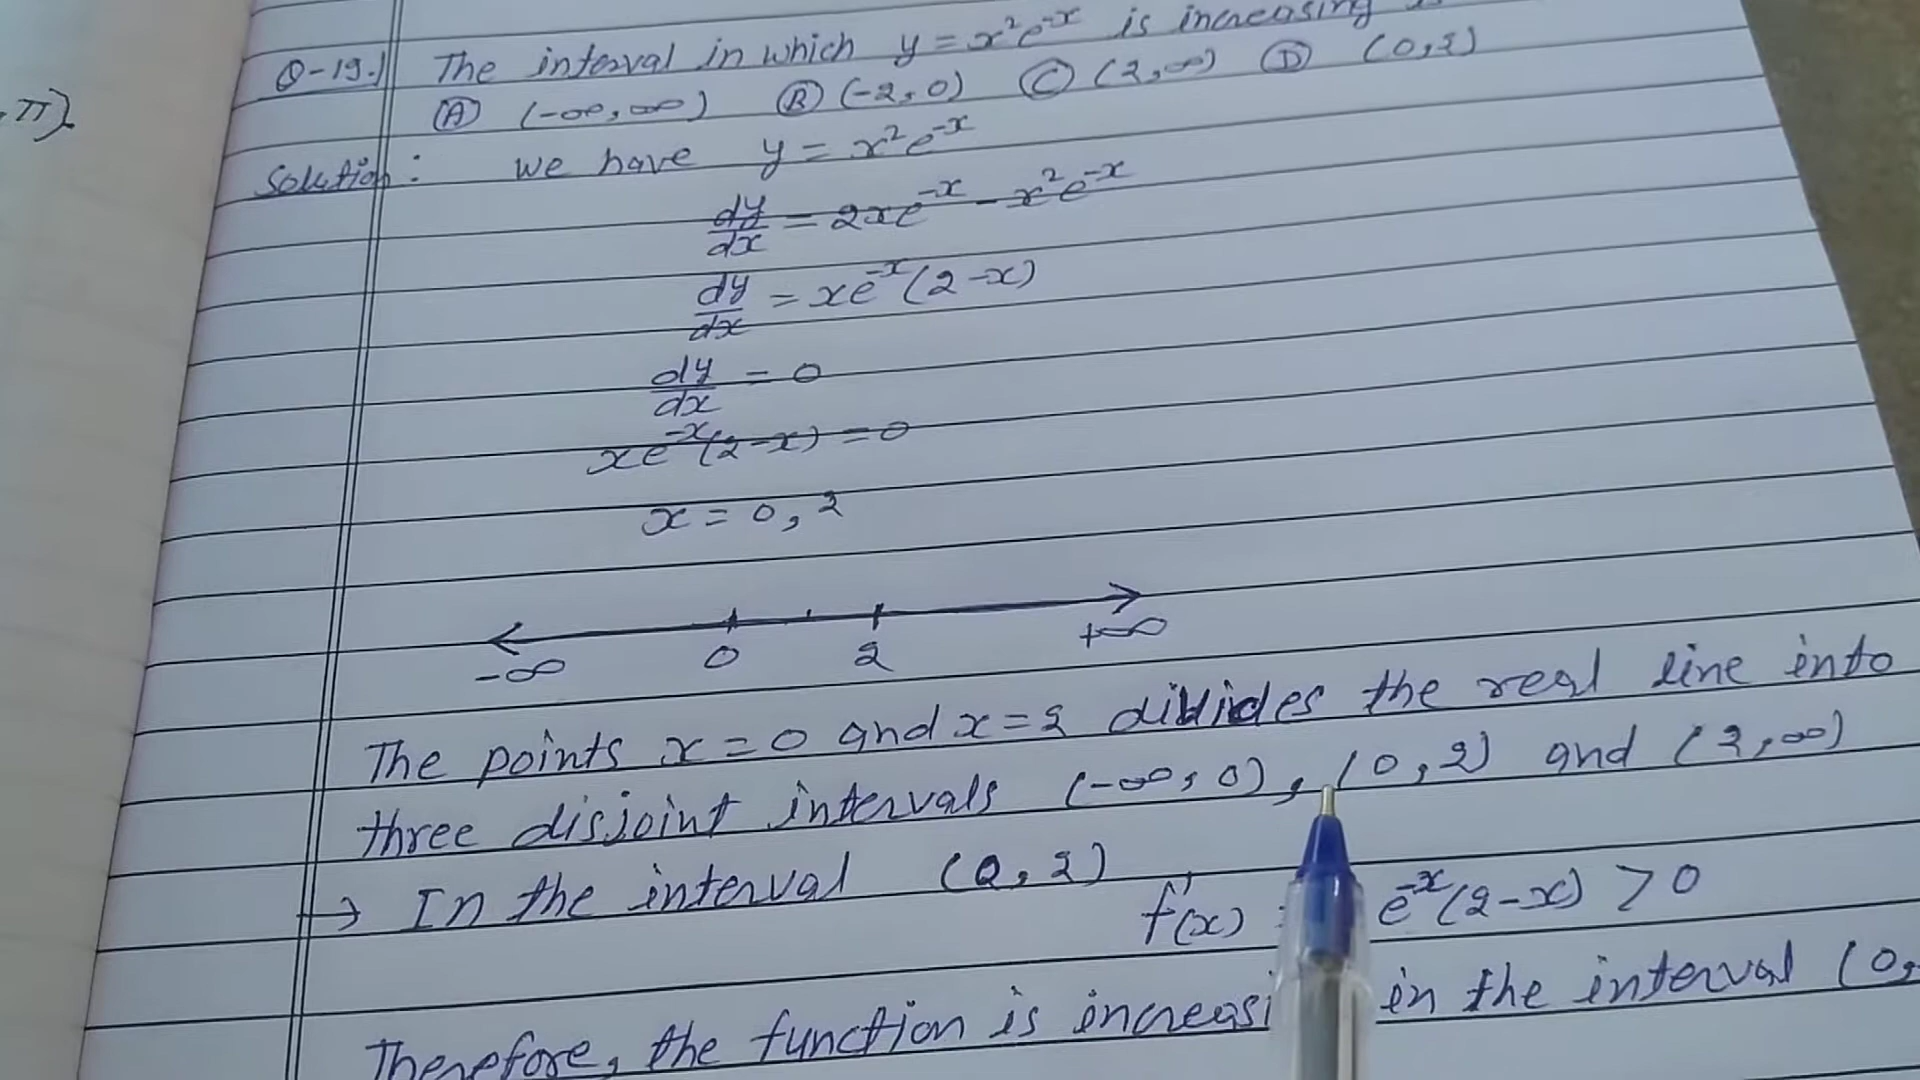 , π)
Q-19. The interval in which y = x²e⁻ˣ is increasing
(A) (-∞, ∞) (B) (-2, 0) (C) (2, ∞) (D) (0, 2)
Solution: we have y = x²e⁻ˣ
dy/dx = 2xe⁻ˣ - x²e⁻ˣ
dy/dx = xe⁻ˣ(2-x)
dy/dx = 0
xe⁻ˣ(2-x) = 0
x = 0, 2
-∞ 0 2 +∞
The points x = 0 and x = 2 divides the real line into
three disjoint intervals (-∞, 0), (0, 2) and (2, ∞)
→ In the interval (0, 2)
f'(x) e⁻ˣ(2-x) > 0
Therefore, the function is increasi in the interval (0,